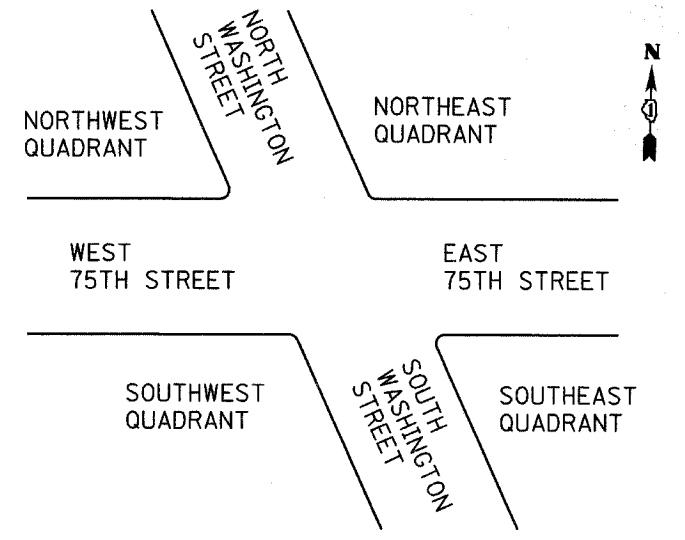 NORTH
WASHINGTON
STREET
N
1
NORTHWEST
QUADRANT
NORTHEAST
QUADRANT
WEST
75TH STREET
EAST
75TH STREET
SOUTHWEST
QUADRANT
SOUTH
WASHINGTON
STREET
SOUTHEAST
QUADRANT